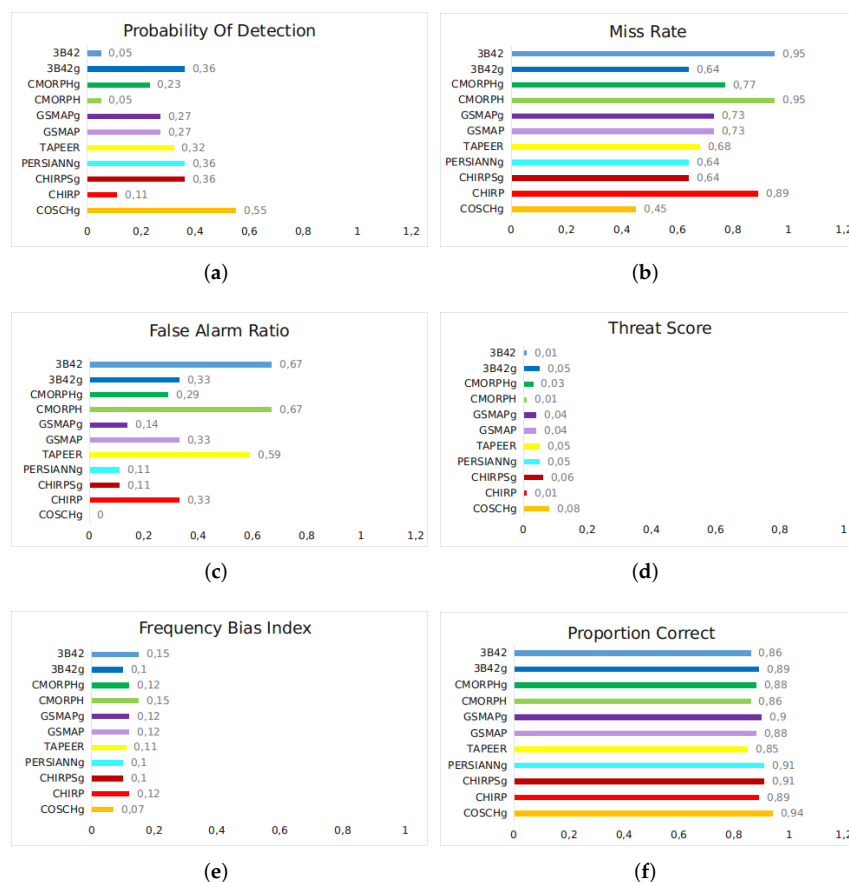 Probability Of Detection
3B42 0,05
3B42g 0,36
CMORPHg 0,23
CMORPH 0,05
GSMAPg 0,27
GSMAP 0,27
TAPEER 0,32
PERSIANNg 0,36
CHIRPSg 0,36
CHIRP 0,11
COSCHg 0,55
0 0,2 0,4 0,6 0,8 1 1,2
(a)
Miss Rate
3B42 0,95
3B42g 0,64
CMORPHg 0,77
CMORPH 0,95
GSMAPg 0,73
GSMAP 0,73
TAPEER 0,68
PERSIANNg 0,64
CHIRPSg 0,64
CHIRP 0,89
COSCHg 0,45
0 0,2 0,4 0,6 0,8 1 1,2
(b)
False Alarm Ratio
3B42 0,67
3B42g 0,33
CMORPHg 0,29
CMORPH 0,67
GSMAPg 0,14
GSMAP 0,33
TAPEER 0,59
PERSIANNg 0,11
CHIRPSg 0,11
CHIRP 0,33
COSCHg 0
0 0,2 0,4 0,6 0,8 1 1,2
(c)
Threat Score
3B42 0,01
3B42g 0,05
CMORPHg 0,03
CMORPH 0,01
GSMAPg 0,04
GSMAP 0,04
TAPEER 0,05
PERSIANNg 0,05
CHIRPSg 0,06
CHIRP 0,01
COSCHg 0,08
0 0,2 0,4 0,6 0,8 1
(d)
Frequency Bias Index
3B42 0,15
3B42g 0,1
CMORPHg 0,12
CMORPH 0,15
GSMAPg 0,12
GSMAP 0,12
TAPEER 0,11
PERSIANNg 0,1
CHIRPSg 0,1
CHIRP 0,12
COSCHg 0,07
0 0,2 0,4 0,6 0,8 1
(e)
Proportion Correct
3B42 0,86
3B42g 0,89
CMORPHg 0,88
CMORPH 0,86
GSMAPg 0,9
GSMAP 0,88
TAPEER 0,85
PERSIANNg 0,91
CHIRPSg 0,91
CHIRP 0,89
COSCHg 0,94
0 0,2 0,4 0,6 0,8 1 1,2
(f)